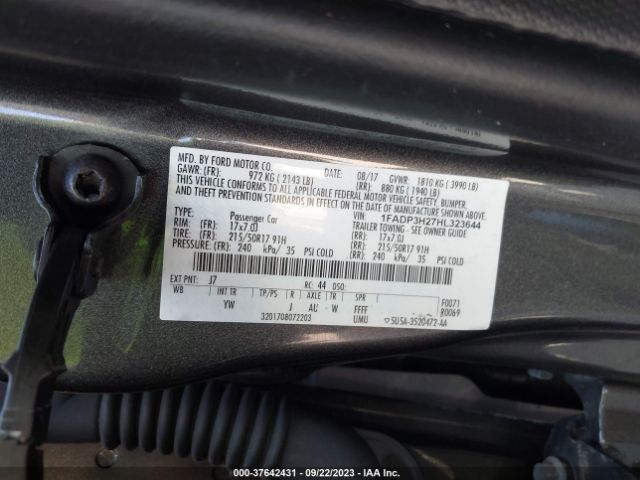 MFD. BY FORD MOTOR CO.
DATE: 08/17 GVWR: 1810 KG ( 3990 LB)
GAWR: (FR): 972 KG ( 2143 LB) (RR) 880 KG ( 1940 LB)
THIS VEHICLE CONFORMS TO ALL APPLICABLE FEDERAL MOTOR VEHICLE SAFETY, BUMPER,
AND THEFT PREVENTION STANDARDS IN EFFECT ON THE DATE OF MANUFACTURE SHOWN ABOVE.
VIN 1FADP3H27HL323644
TYPE: Passenger Car TRAILER TOWING - SEE OWNER GUIDE
RIM: (FR): 17x7.0J (RR): 17x7.0J
TIRE: (FR): 215/50R17 91H (RR): 215/50R17 91H
PRESSURE: (FR): 240 kPa/ 35 PSI COLD (RR): 240 kPa/ 35 PSI COLD
EXT PNT: J7 RC: 44 DSO:
WB INT TR TP/PS R AXLE TR SPR F0071
YW J AU W FFFF R0069
3201708072203 UMU 5U5A-3520472-AA
000-37642431 - 09/22/2023 - IAA Inc.